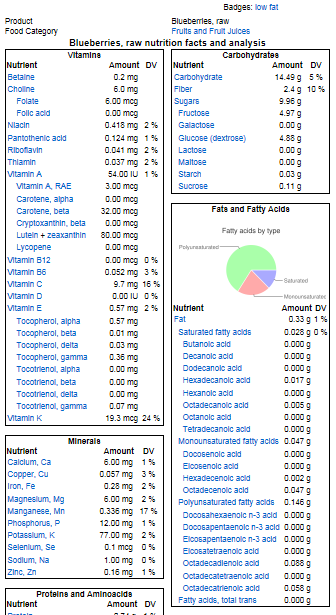 Badges: low fat
Product Blueberries, raw
Food Category Fruits and Fruit Juices
Blueberries, raw nutrition facts and analysis
Vitamins
Nutrient Amount DV
Betaine 0.2 mg
Choline 6.0 mg
Folate 6.00 mcg
Folic acid 0.00 mcg
Niacin 0.418 mg 2 %
Pantothenic acid 0.124 mg 1 %
Riboflavin 0.041 mg 2 %
Thiamin 0.037 mg 2 %
Vitamin A 54.00 IU 1 %
Vitamin A, RAE 3.00 mcg
Carotene, alpha 0.00 mcg
Carotene, beta 32.00 mcg
Cryptoxanthin, beta 0.00 mcg
Lutein + zeaxanthin 80.00 mcg
Lycopene 0.00 mcg
Vitamin B12 0.00 mcg 0 %
Vitamin B6 0.052 mg 3 %
Vitamin C 9.7 mg 16 %
Vitamin D 0.00 IU 0 %
Vitamin E 0.57 mg 2 %
Tocopherol, alpha 0.57 mg
Tocopherol, beta 0.01 mg
Tocopherol, delta 0.03 mg
Tocopherol, gamma 0.36 mg
Tocotrienol, alpha 0.00 mg
Tocotrienol, beta 0.00 mg
Tocotrienol, delta 0.00 mg
Tocotrienol, gamma 0.07 mg
Vitamin K 19.3 mcg 24 %
Minerals
Nutrient Amount DV
Calcium, Ca 6.00 mg 1 %
Copper, Cu 0.057 mg 3 %
Iron, Fe 0.28 mg 2 %
Magnesium, Mg 6.00 mg 2 %
Manganese, Mn 0.336 mg 17 %
Phosphorus, P 12.00 mg 1 %
Potassium, K 77.00 mg 2 %
Selenium, Se 0.1 mcg 0 %
Sodium, Na 1.00 mg 0 %
Zinc, Zn 0.16 mg 1 %
Proteins and Aminoacids
Nutrient Amount DV
Carbohydrates
Nutrient Amount DV
Carbohydrate 14.49 g 5 %
Fiber 2.4 g 10 %
Sugars 9.96 g
Fructose 4.97 g
Galactose 0.00 g
Glucose (dextrose) 4.88 g
Lactose 0.00 g
Maltose 0.00 g
Starch 0.03 g
Sucrose 0.11 g
Fats and Fatty Acids
Fatty acids by type
Polyunsaturated
Saturated
Monounsaturated
Nutrient Amount DV
Fat 0.33 g 1 %
Saturated fatty acids 0.028 g 0 %
Butanoic acid 0.000 g
Decanoic acid 0.000 g
Dodecanoic acid 0.000 g
Hexadecanoic acid 0.017 g
Hexanoic acid 0.000 g
Octadecanoic acid 0.005 g
Octanoic acid 0.000 g
Tetradecanoic acid 0.000 g
Monounsaturated fatty acids 0.047 g
Docosenoic acid 0.000 g
Eicosenoic acid 0.000 g
Hexadecenoic acid 0.002 g
Octadecenoic acid 0.047 g
Polyunsaturated fatty acids 0.146 g
Docosahexaenoic n-3 acid 0.000 g
Docosapentaenoic n-3 acid 0.000 g
Eicosapentaenoic n-3 acid 0.000 g
Eicosatetraenoic acid 0.000 g
Octadecadienoic acid 0.088 g
Octadecatetraenoic acid 0.000 g
Octadecatrienoic acid 0.058 g
Fatty acids, total trans 0.000 g